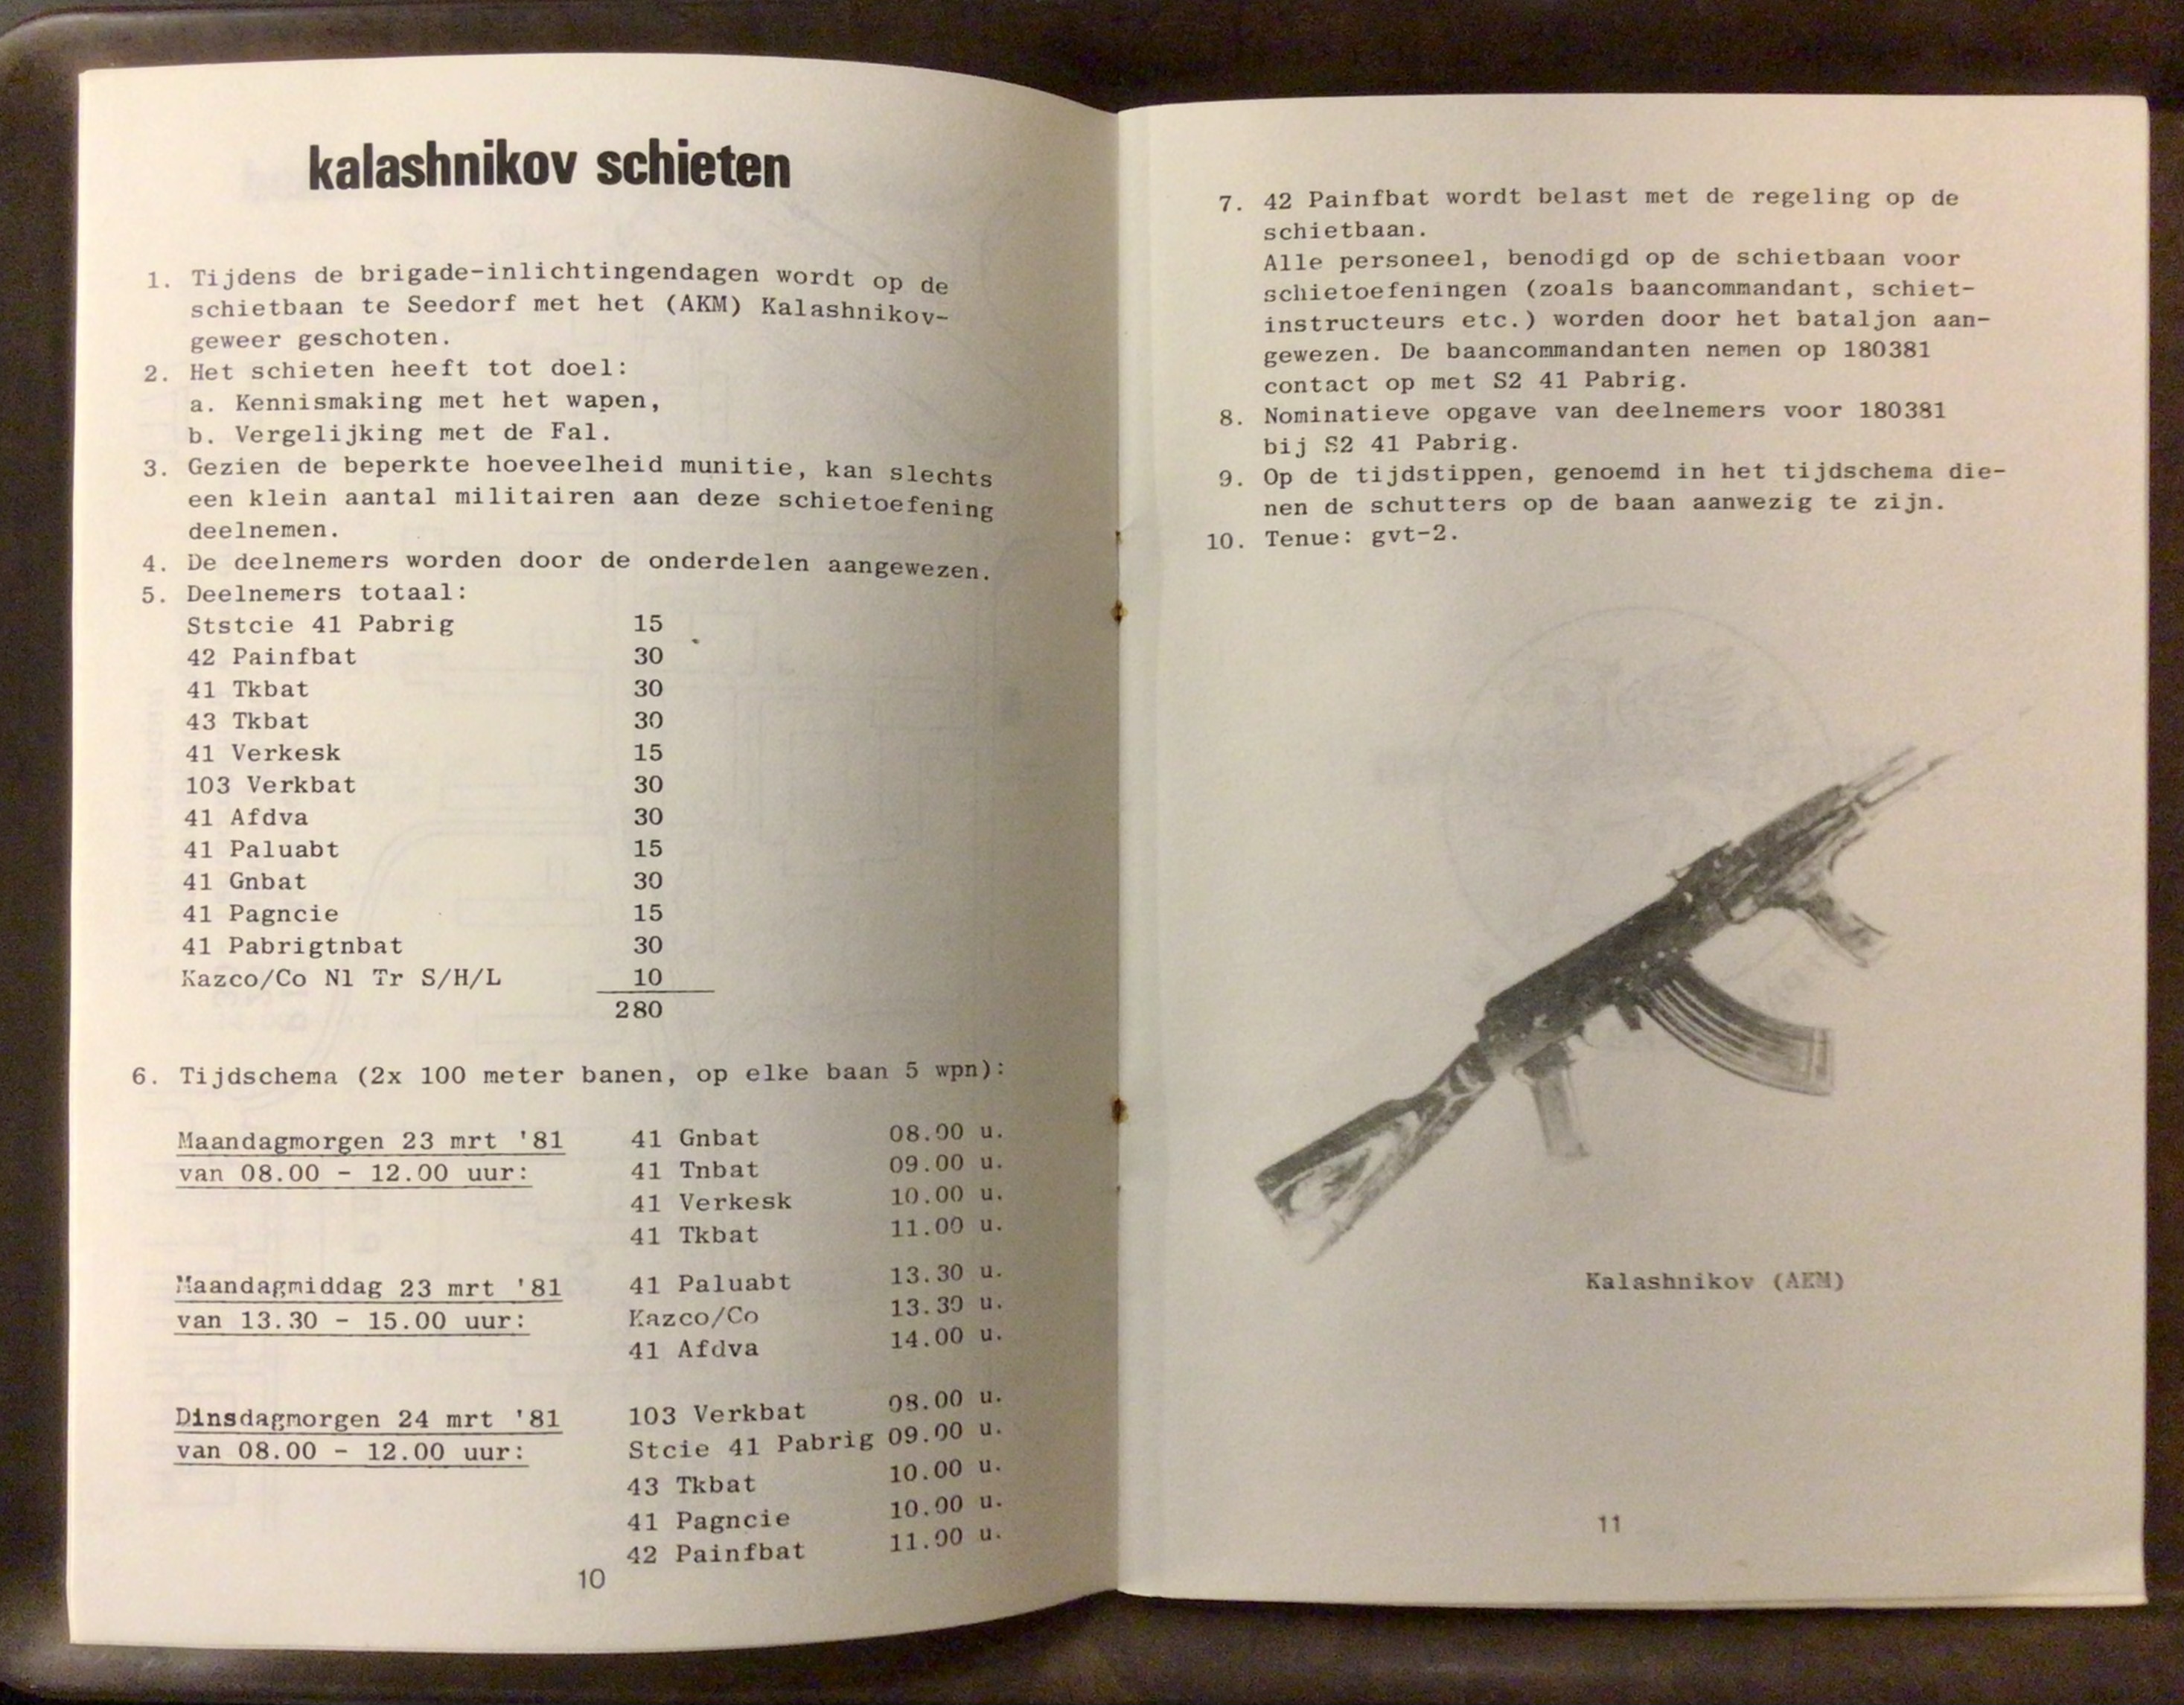 kalashnikov schieten
1. Tijdens de brigade-inlichtingendagen wordt op de
schietbaan te Seedorf met het (AKM) Kalashnikov-
geweer geschoten.
2. Het schieten heeft tot doel:
a. Kennismaking met het wapen,
b. Vergelijking met de Fal.
3. Gezien de beperkte hoeveelheid munitie, kan slechts
een klein aantal militairen aan deze schietoefening
deelnemen.
4. De deelnemers worden door de onderdelen aangewezen.
5. Deelnemers totaal:
Ststcie 41 Pabrig 15
42 Painfbat 30
41 Tkbat 30
43 Tkbat 30
41 Verkesk 15
103 Verkbat 30
41 Afdva 30
41 Paluabt 15
41 Gnbat 30
41 Pagncie 15
41 Pabrigtnbat 30
Kazco/Co Nl Tr S/H/L 10
280
6. Tijdschema (2x 100 meter banen, op elke baan 5 wpn):
Maandagmorgen 23 mrt '81 41 Gnbat 08.00 u.
van 08.00 - 12.00 uur: 41 Tnbat 09.00 u.
41 Verkesk 10.00 u.
41 Tkbat 11.00 u.
Maandagmiddag 23 mrt '81 41 Paluabt 13.30 u.
van 13.30 - 15.00 uur: Kazco/Co 13.30 u.
41 Afdva 14.00 u.
Dinsdagmorgen 24 mrt '81 103 Verkbat 08.00 u.
van 08.00 - 12.00 uur: Stcie 41 Pabrig 09.00 u.
43 Tkbat 10.00 u.
41 Pagncie 10.00 u.
42 Painfbat 11.00 u.
10
7. 42 Painfbat wordt belast met de regeling op de
schietbaan.
Alle personeel, benodigd op de schietbaan voor
schietoefeningen (zoals baancommandant, schiet-
instructeurs etc.) worden door het bataljon aan-
gewezen. De baancommandanten nemen op 180381
contact op met S2 41 Pabrig.
8. Nominatieve opgave van deelnemers voor 180381
bij S2 41 Pabrig.
9. Op de tijdstippen, genoemd in het tijdschema die-
nen de schutters op de baan aanwezig te zijn.
10. Tenue: gvt-2.
Kalashnikov (AKM)
11